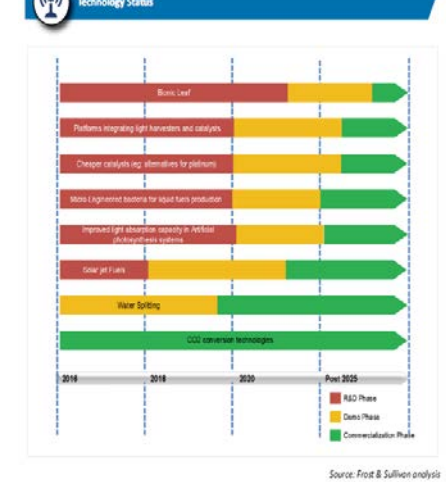 Technology Status
Bionic Leaf
Platforms integrating light harvesters and catalysts
Cheaper catalysts (eg: alternatives for platinum)
Micro Engineered bacteria for liquid fuels production
Improved light absorption capacity in Artificial
photosynthesis systems
Solar jet Fuels
Water Splitting
CO2 conversion technologies
2016
2018
2020
Post 2025
R&D Phase
Demo Phase
Commercialization Phase
Source: Frost & Sullivan analysis